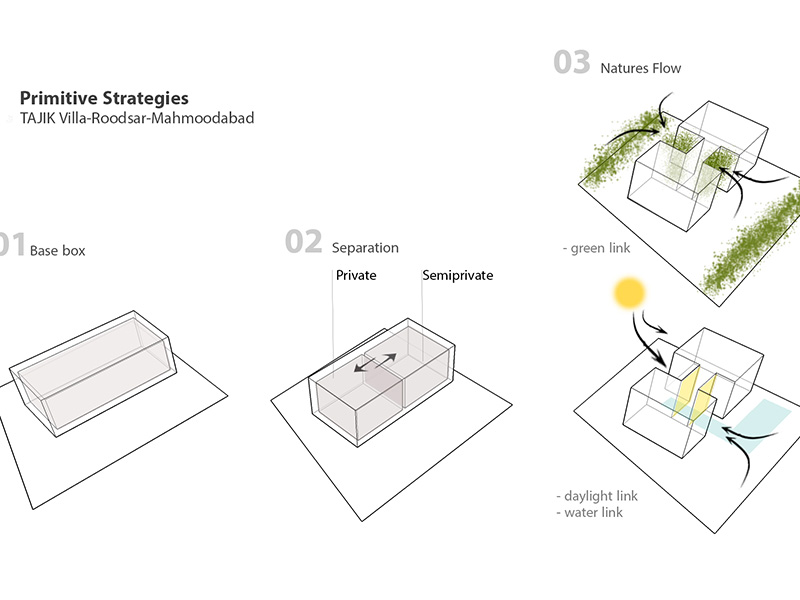 Primitive Strategies
TAJIK Villa-Roodsar-Mahmoodabad
01 Base box
02 Separation
Private Semiprivate
03 Natures Flow
- green link
- daylight link
- water link